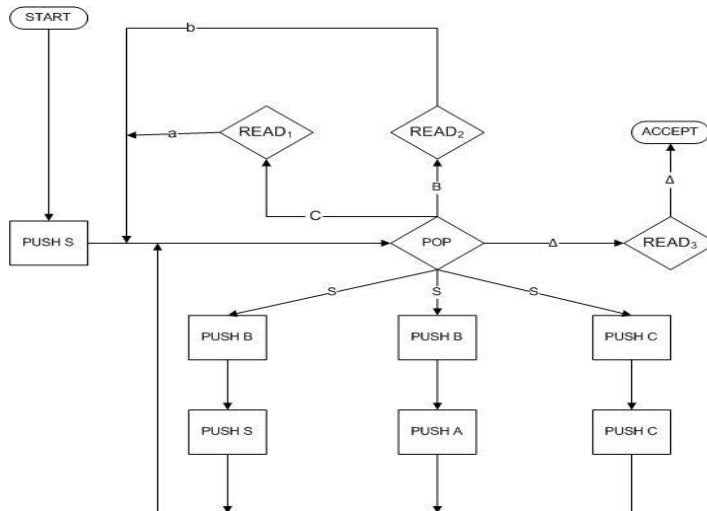 START
b
a
READ1
READ2
ACCEPT
B
Δ
C
PUSH S
POP
Δ
READ3
S
S
S
PUSH B
PUSH B
PUSH C
PUSH S
PUSH A
PUSH C